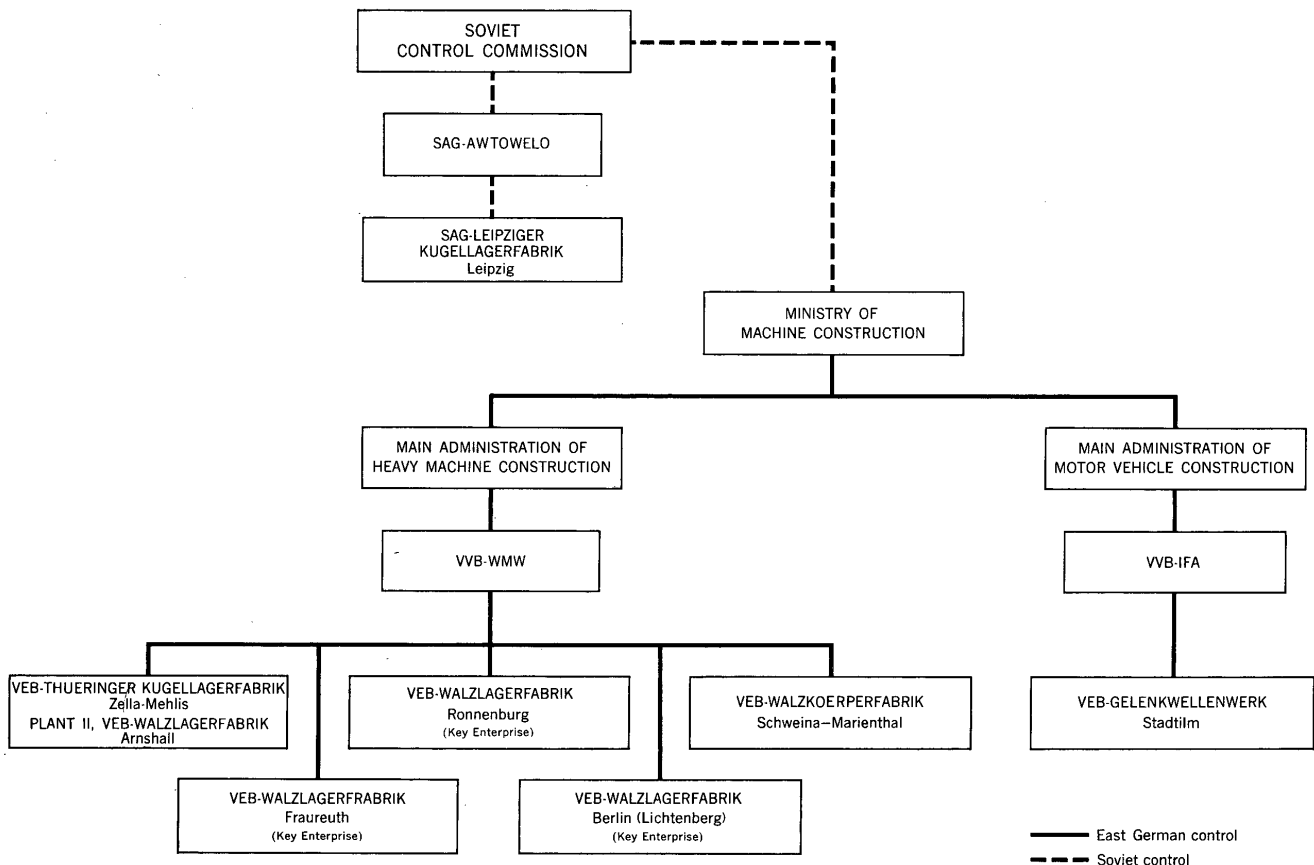 SOVIET
CONTROL COMMISSION
SAG-AWTOWELO
SAG-LEIPZIGER
KUGELLAGERFABRIK
Leipzig
MINISTRY OF
MACHINE CONSTRUCTION
MAIN ADMINISTRATION OF
HEAVY MACHINE CONSTRUCTION
MAIN ADMINISTRATION OF
MOTOR VEHICLE CONSTRUCTION
VVB-WMW
VVB-IFA
VEB-THUERINGER KUGELLAGERFABRIK
Zella-Mehlis
PLANT II, VEB-WALZLAGERFABRIK
Arnshall
VEB-WALZLAGERFABRIK
Ronnenburg
(Key Enterprise)
VEB-WALZKOERPERFABRIK
Schweina-Marienthal
VEB-GELENKWELLENWERK
Stadtilm
VEB-WALZLAGERFRABRIK
Fraureuth
(Key Enterprise)
VEB-WALZLAGERFABRIK
Berlin (Lichtenberg)
(Key Enterprise)
East German control
Soviet control